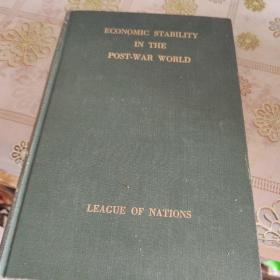 ECONOMIC STABILITY
IN THE
POST-WAR WORLD
LEAGUE OF NATIONS